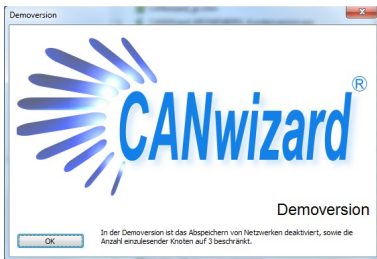 Demoversion
CANwizard®
Demoversion
In der Demoversion ist das Abspeichern von Netzwerken deaktiviert, sowie die
Anzahl einzulesender Knoten auf 3 beschränkt.
OK